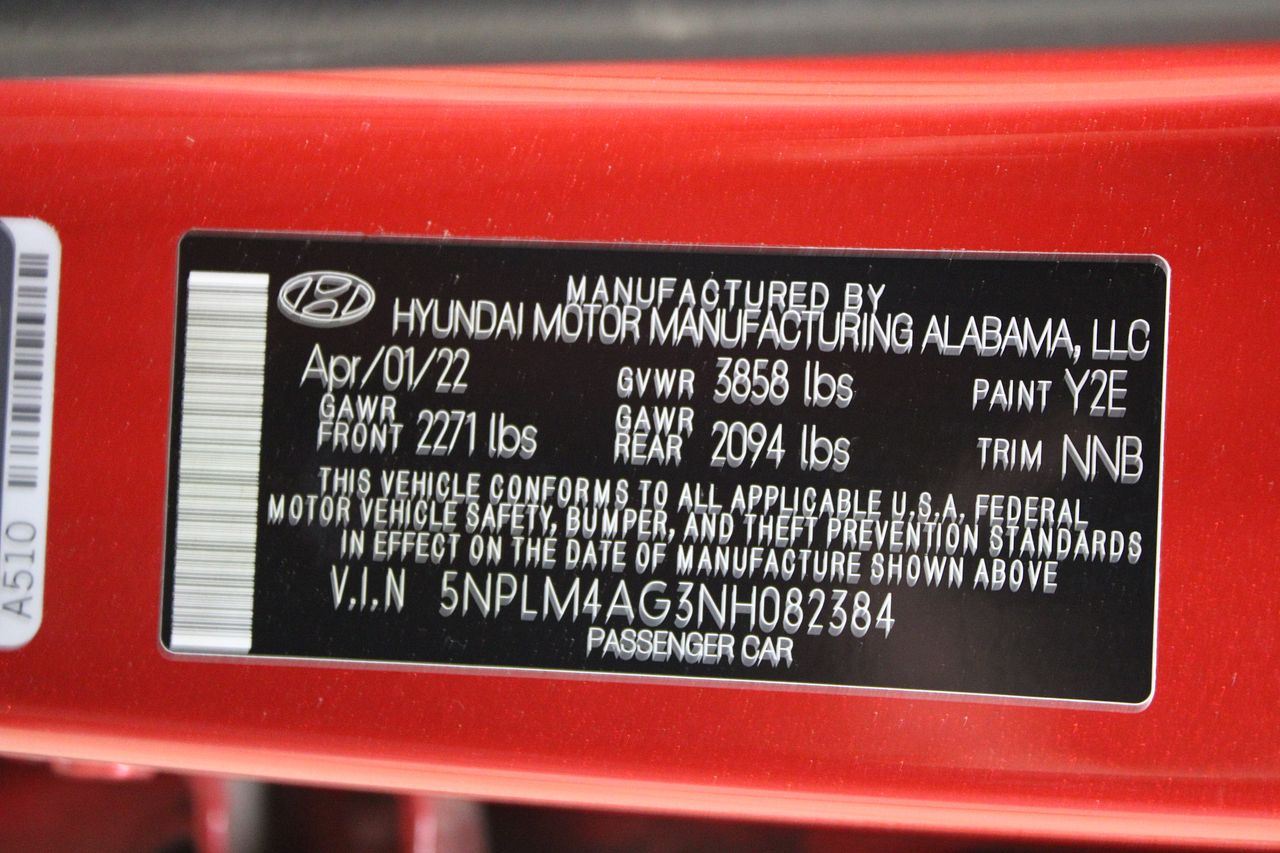 MANUFACTURED BY
HYUNDAI MOTOR MANUFACTURING ALABAMA, LLC
Apr/01/22 GVWR 3858 lbs PAINT Y2E
GAWR FRONT 2271 lbs GAWR REAR 2094 lbs TRIM NNB
THIS VEHICLE CONFORMS TO ALL APPLICABLE U.S.A. FEDERAL
MOTOR VEHICLE SAFETY, BUMPER, AND THEFT PREVENTION STANDARDS
IN EFFECT ON THE DATE OF MANUFACTURE SHOWN ABOVE
V.I.N 5NPLM4AG3NH082384
PASSENGER CAR
A510